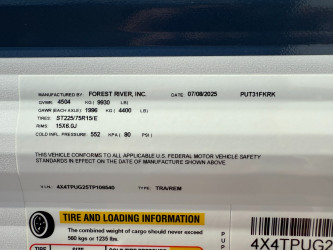 MANUFACTURED BY: FOREST RIVER, INC. DATE: 07/08/2025 PUT31FKRK
GVWR: 4504 KG ( 9930 LB)
GAWR (EACH AXLE) 1996 KG ( 4400 LB)
TIRES ST225/75R15/E
RIMS 15X6.0J
COLD INFL. PRESSURE: 552 KPA ( 80 PSI )
THIS VEHICLE CONFORMS TO ALL APPLICABLE U.S. FEDERAL MOTOR VEHICLE SAFETY
STANDARDS IN EFFECT ON THE DATE OF MANUFACTURE SHOWN ABOVE.
V.I.N.: 4X4TPUG25TP106540 TYPE: TRA/REM
TIRE AND LOADING INFORMATION
The combined weight of cargo should never exceed
560 kgs or 1235 lbs.
PUP
4X4TPUG2